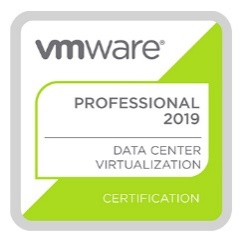 vmware®
PROFESSIONAL
2019
DATA CENTER
VIRTUALIZATION
CERTIFICATION